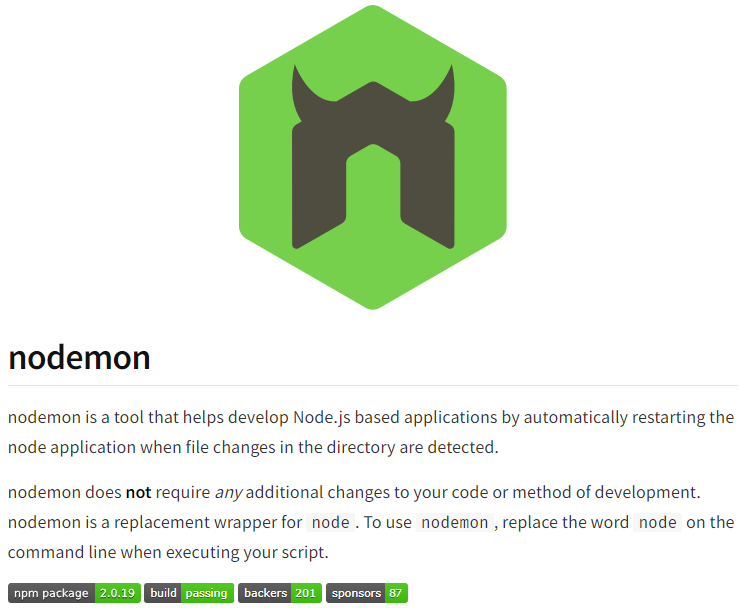 nodemon
nodemon is a tool that helps develop Node.js based applications by automatically restarting the
node application when file changes in the directory are detected.
nodemon does not require any additional changes to your code or method of development.
nodemon is a replacement wrapper for node. To use nodemon, replace the word node on the
command line when executing your script.
npm package 2.0.19 build passing backers 201 sponsors 87